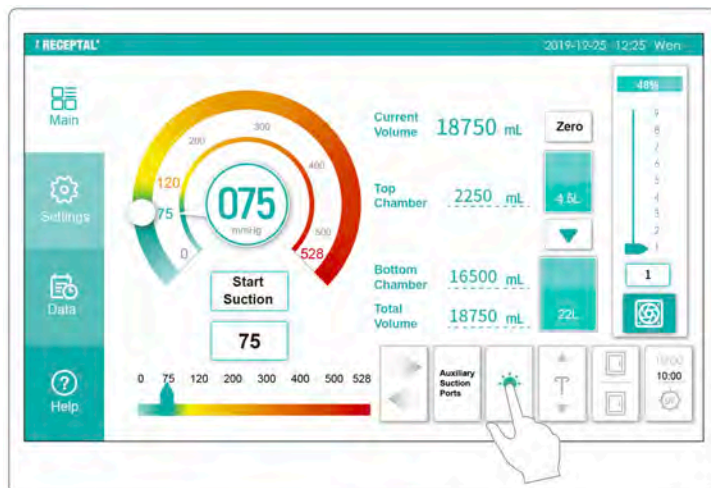 RECEPTAL
2019-12-25 12:25 Wen
Main
Settings
Data
Help
300
200
400
120
75
500
0
528
075
mmHg
Start
Suction
75
0 75 120 200 300 400 500 528
Current
Volume 18750 mL Zero
Top
Chamber 2250 mL 4.5L
Bottom
Chamber 16500 mL
Total
Volume 18750 mL 22L
48%
9
8
7
6
5
4
3
2
1
1
Auxiliary
Suction
Ports
10:00